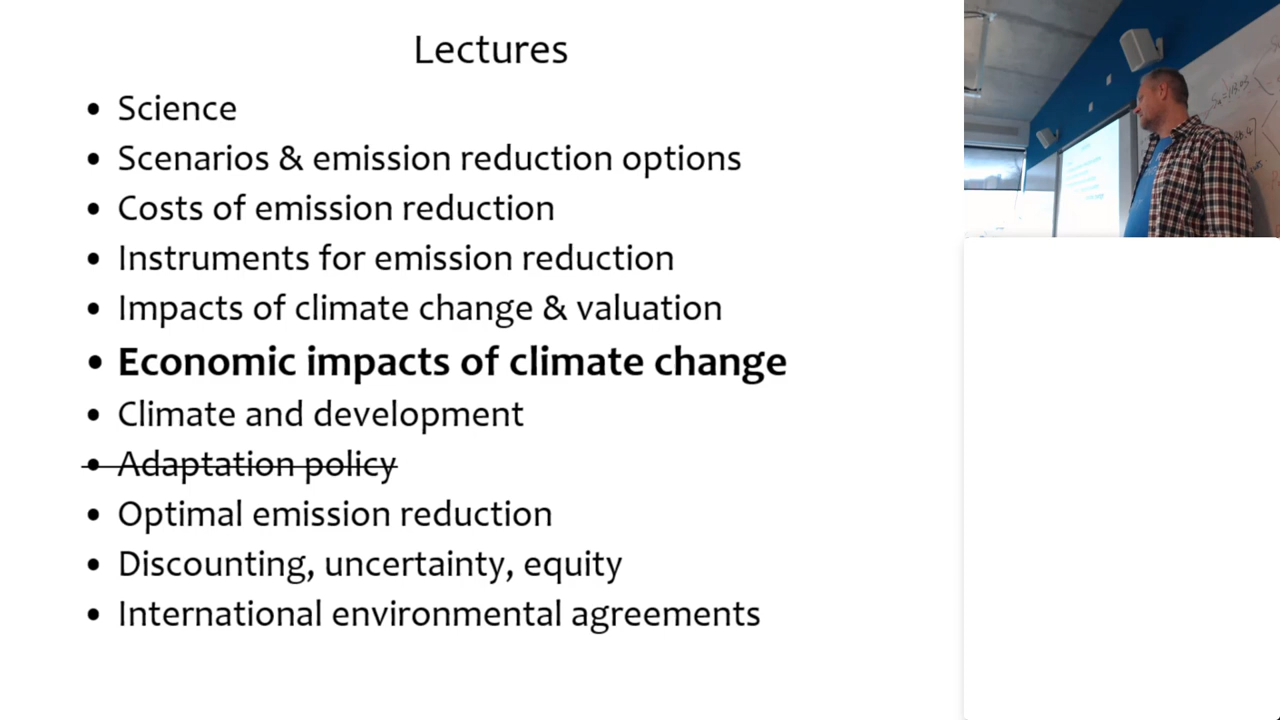 Lectures
• Science
• Scenarios & emission reduction options
• Costs of emission reduction
• Instruments for emission reduction
• Impacts of climate change & valuation
• Economic impacts of climate change
• Climate and development
• Adaptation policy
• Optimal emission reduction
• Discounting, uncertainty, equity
• International environmental agreements